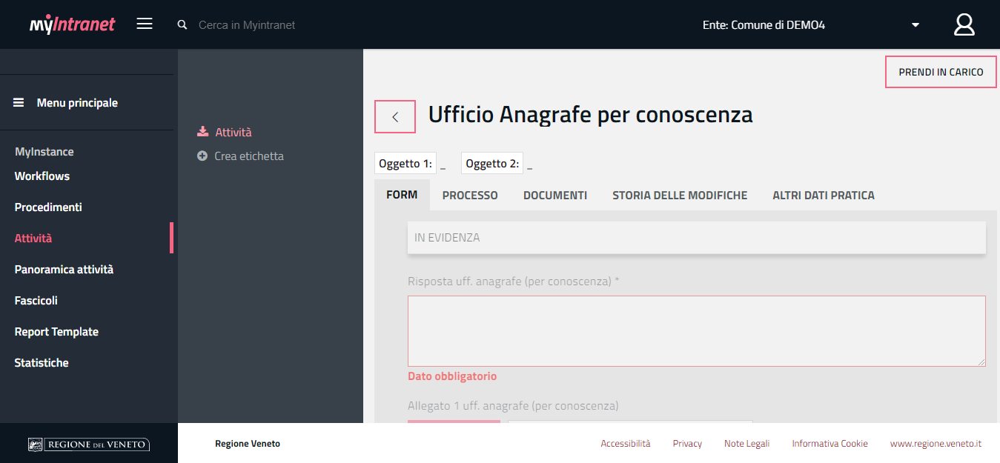 myIntranet
Cerca in Myintranet
Ente: Comune di DEMO4
PRENDI IN CARICO
Menu principale
MyInstance
Workflows
Procedimenti
Attività
Panoramica attività
Fascicoli
Report Template
Statistiche
Attività
Crea etichetta
Ufficio Anagrafe per conoscenza
Oggetto 1: _ Oggetto 2: _
FORM PROCESSO DOCUMENTI STORIA DELLE MODIFICHE ALTRI DATI PRATICA
IN EVIDENZA
Risposta uff. anagrafe (per conoscenza) *
Dato obbligatorio
Allegato 1 uff. anagrafe (per conoscenza)
REGIONE DEL VENETO
Regione Veneto
Accessibilità Privacy Note Legali Informativa Cookie www.regione.veneto.it